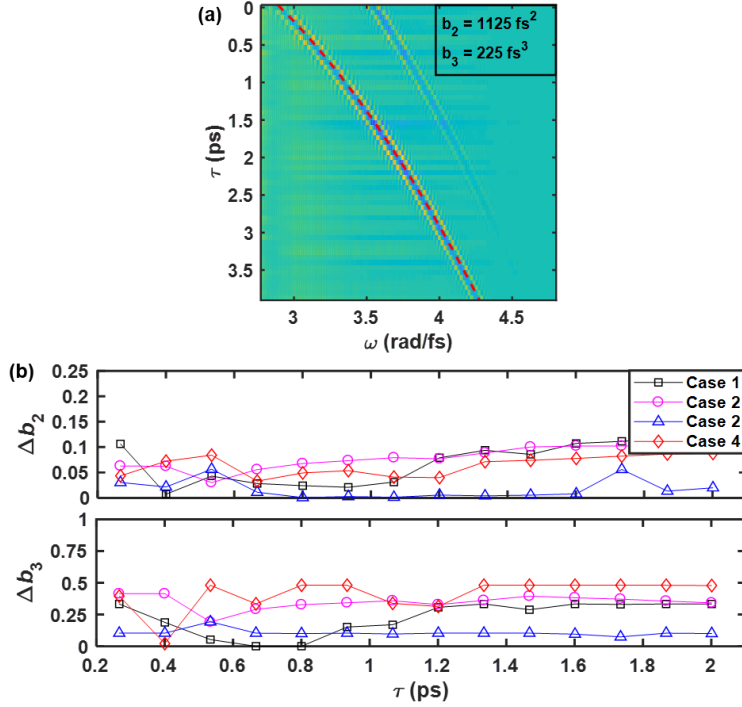 (a)
b2 = 1125 fs²
b3 = 225 fs³
0
0.5
1
1.5
2
2.5
3
3.5
τ (ps)
3 3.5 4 4.5
ω (rad/fs)
(b)
0.25
0.2
0.15
0.1
0.05
0
Δb2
Case 1
Case 2
Case 2
Case 4
1
0.75
0.5
0.25
0
Δb3
0.2 0.4 0.6 0.8 1 1.2 1.4 1.6 1.8 2
τ (ps)